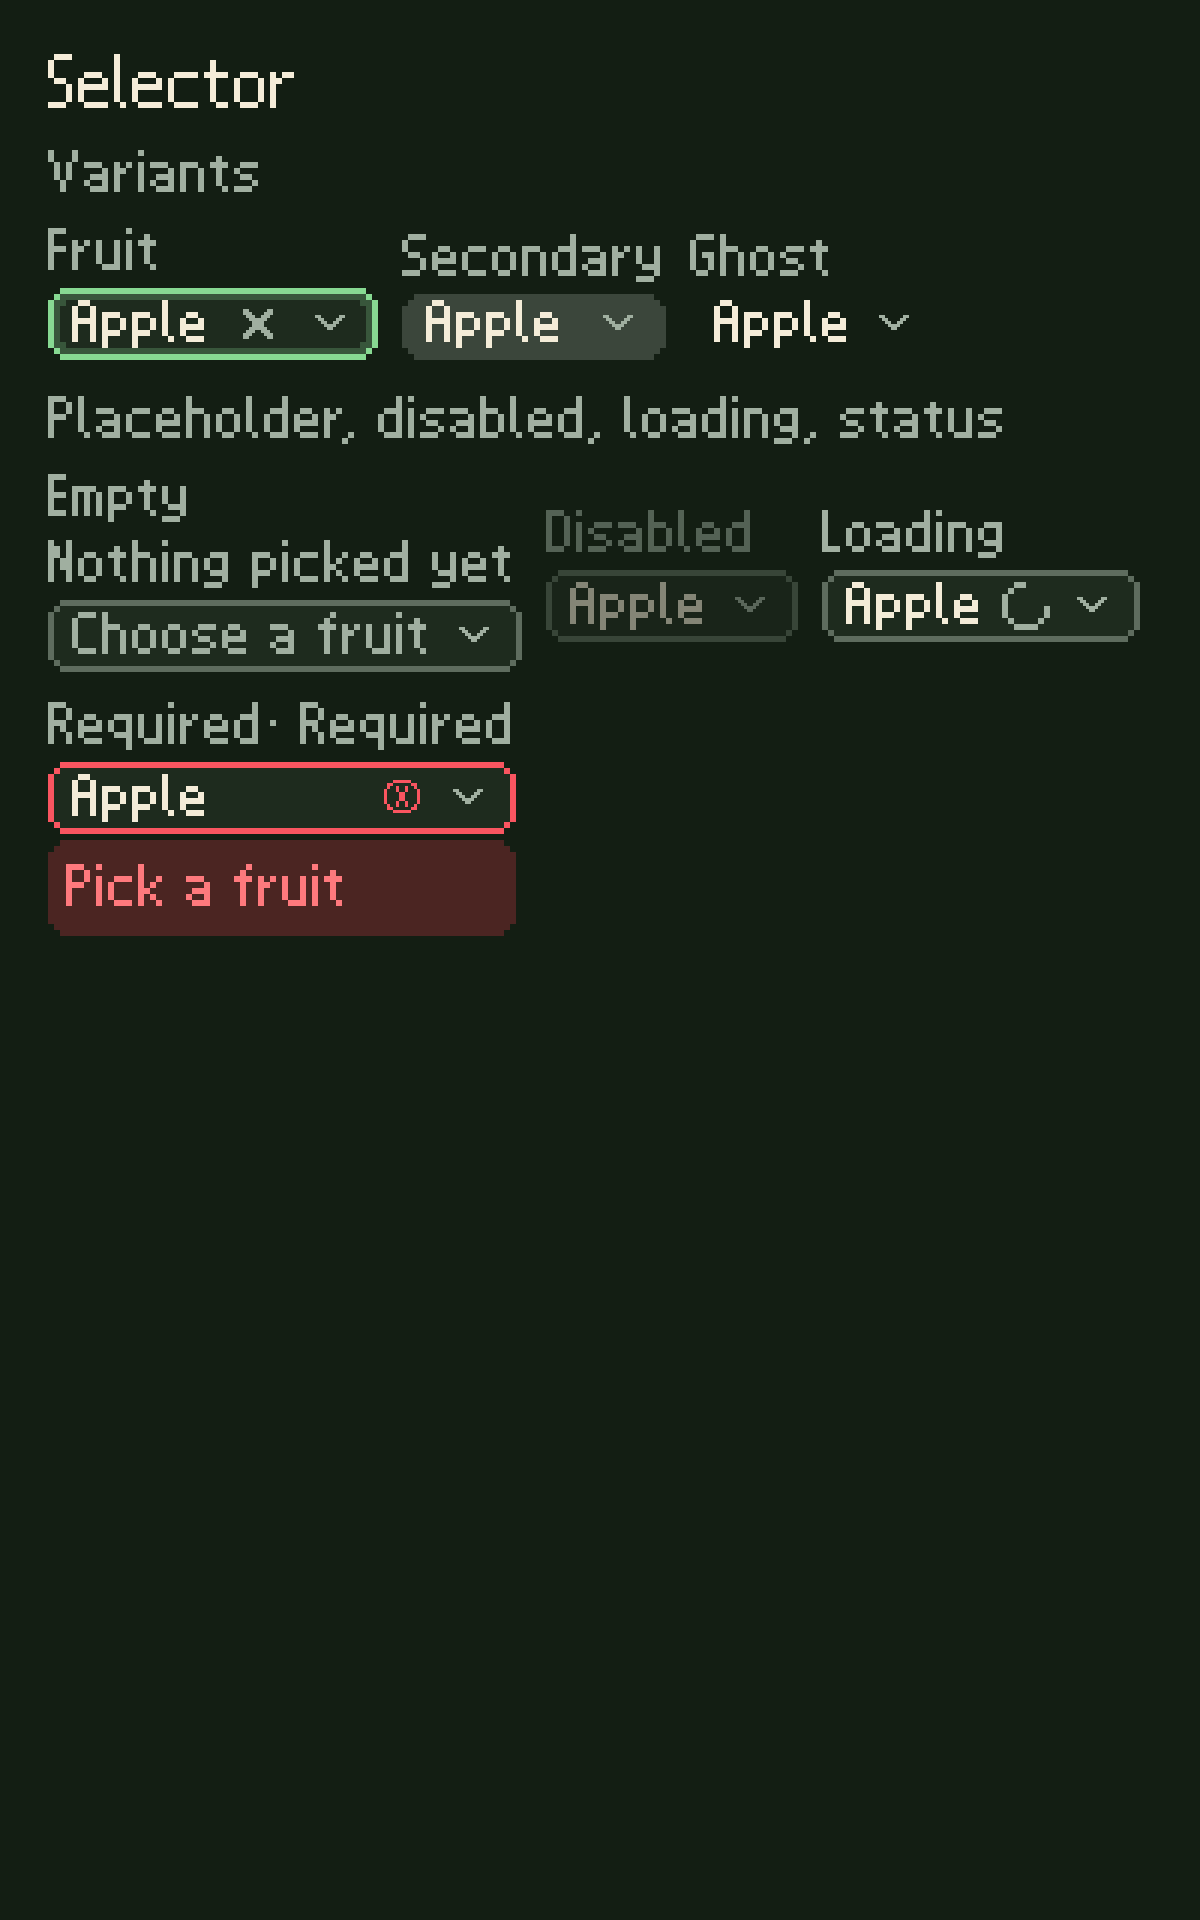 Selector
Variants
Fruit
Apple
Secondary
Apple
Ghost
Apple
Placeholder, disabled, loading, status
Empty
Nothing picked yet
Choose a fruit
Disabled
Apple
Loading
Apple
Required· Required
Apple
Pick a fruit